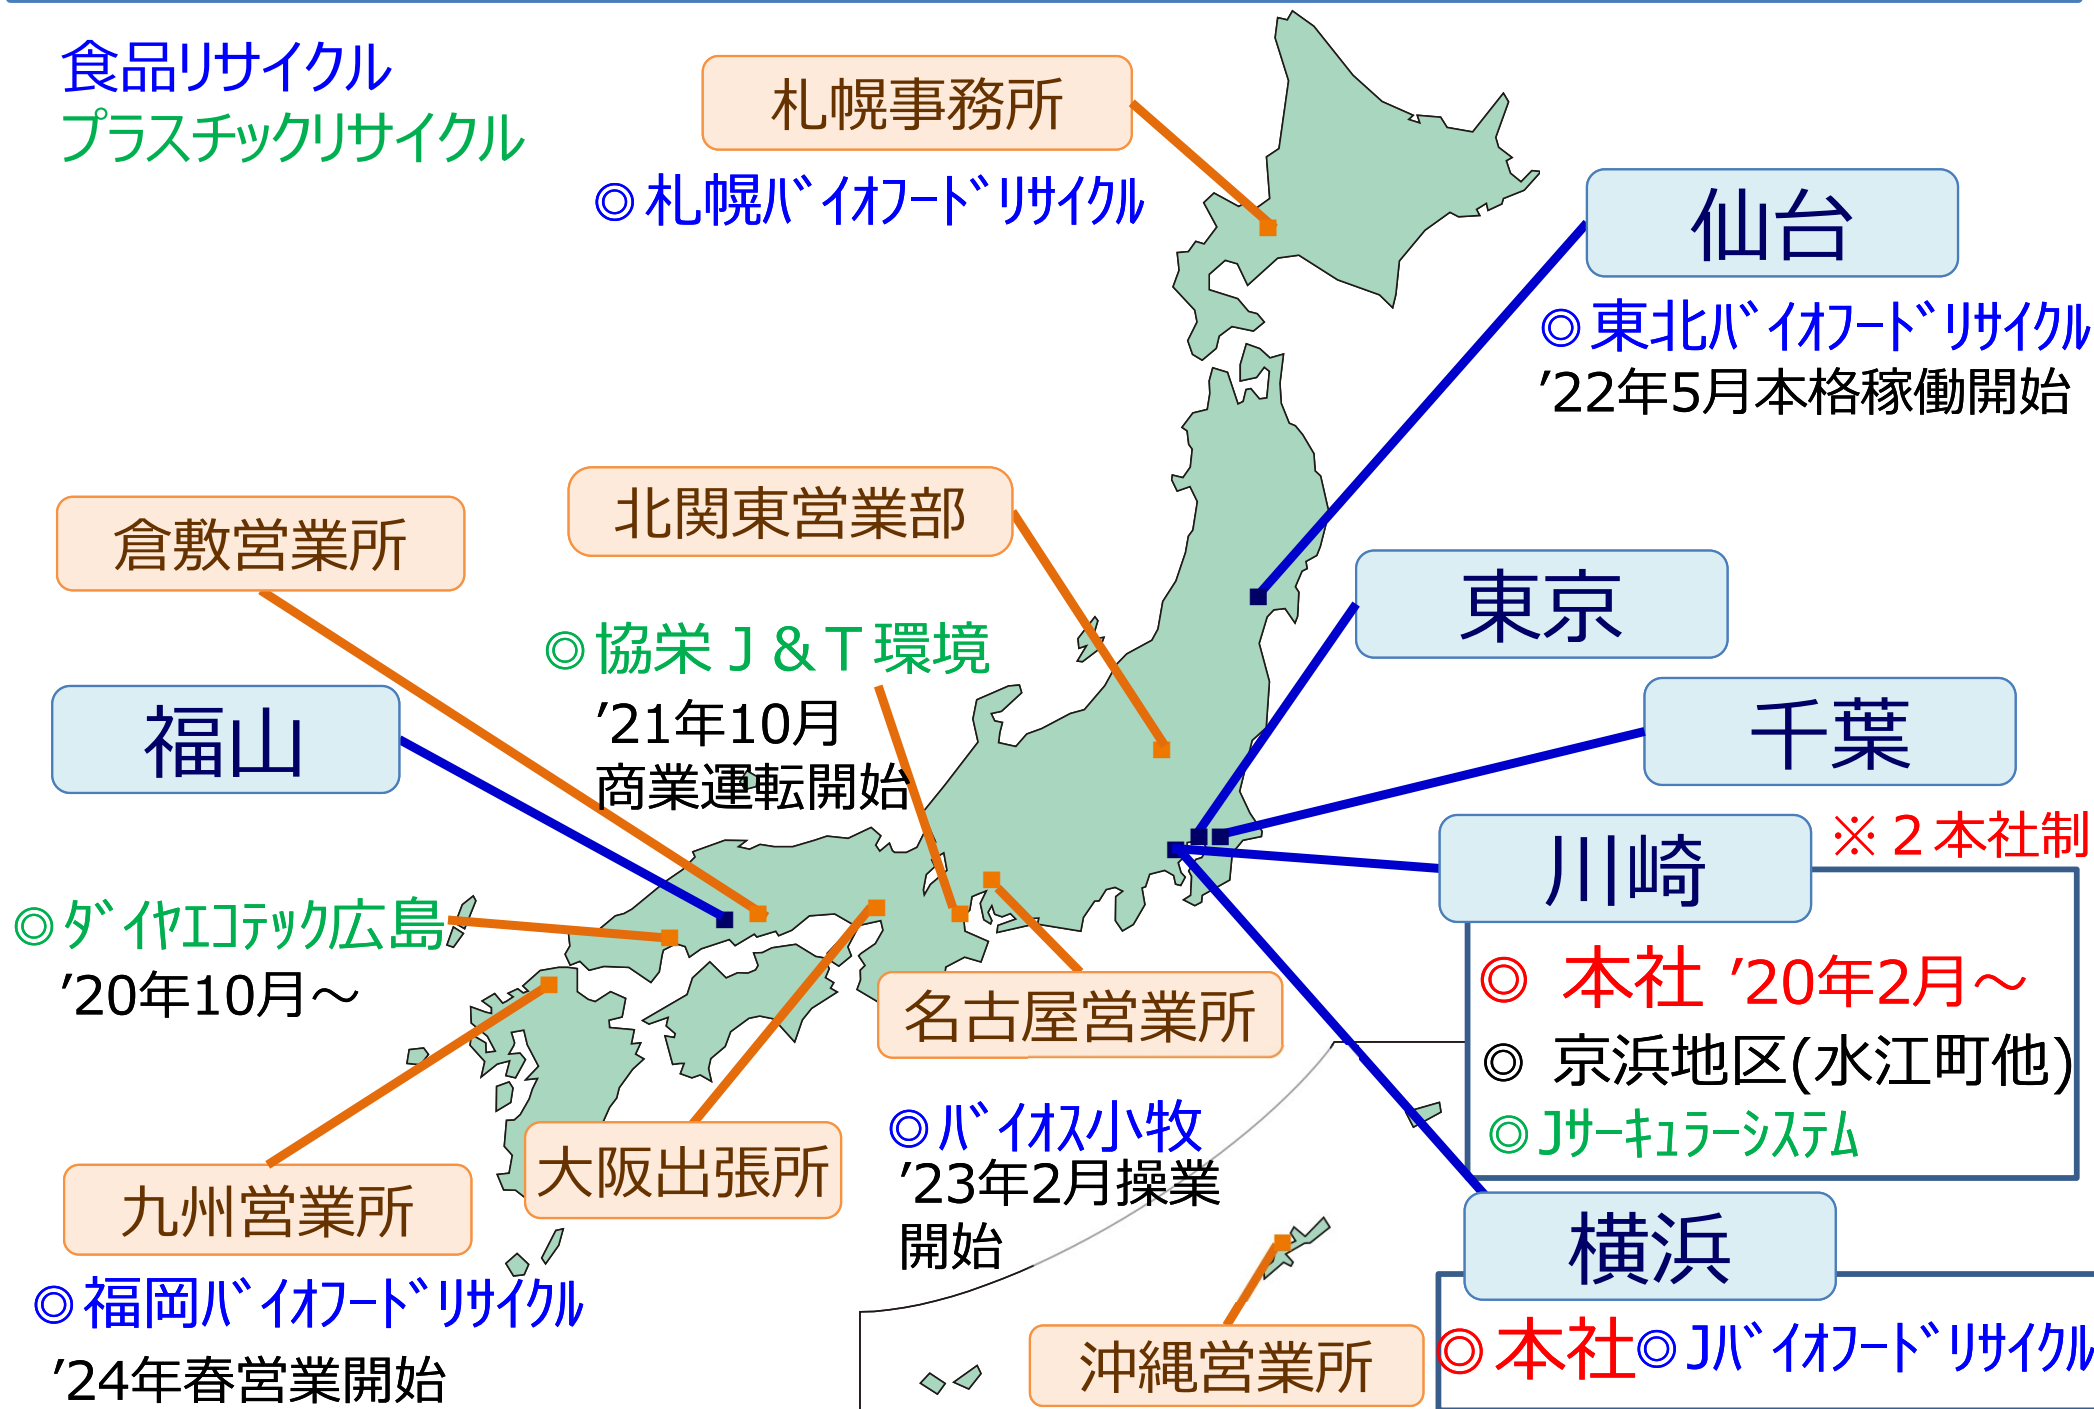 食品リサイクル
プラスチックリサイクル
札幌事務所
◎札幌ﾊﾞｲｵﾌｰﾄﾞﾘｻｲｸﾙ
仙台
◎東北ﾊﾞｲｵﾌｰﾄﾞﾘｻｲｸﾙ
’22年5月本格稼働開始
北関東営業部
倉敷営業所
東京
◎協栄Ｊ＆Ｔ環境
’21年10月
商業運転開始
福山
千葉
※２本社制
川崎
◎ 本社 ’20年2月～
◎ 京浜地区(水江町他)
◎Jｻｰｷｭﾗｰｼｽﾃﾑ
◎ﾀﾞｲﾔｴｺﾃｯｸ広島
’20年10月～
名古屋営業所
◎ﾊﾞｲｵｽ小牧
’23年2月操業
開始
大阪出張所
九州営業所
◎福岡ﾊﾞｲｵﾌｰﾄﾞﾘｻｲｸﾙ
’24年春営業開始
横浜
◎本社◎Jﾊﾞｲｵﾌｰﾄﾞﾘｻｲｸﾙ
沖縄営業所